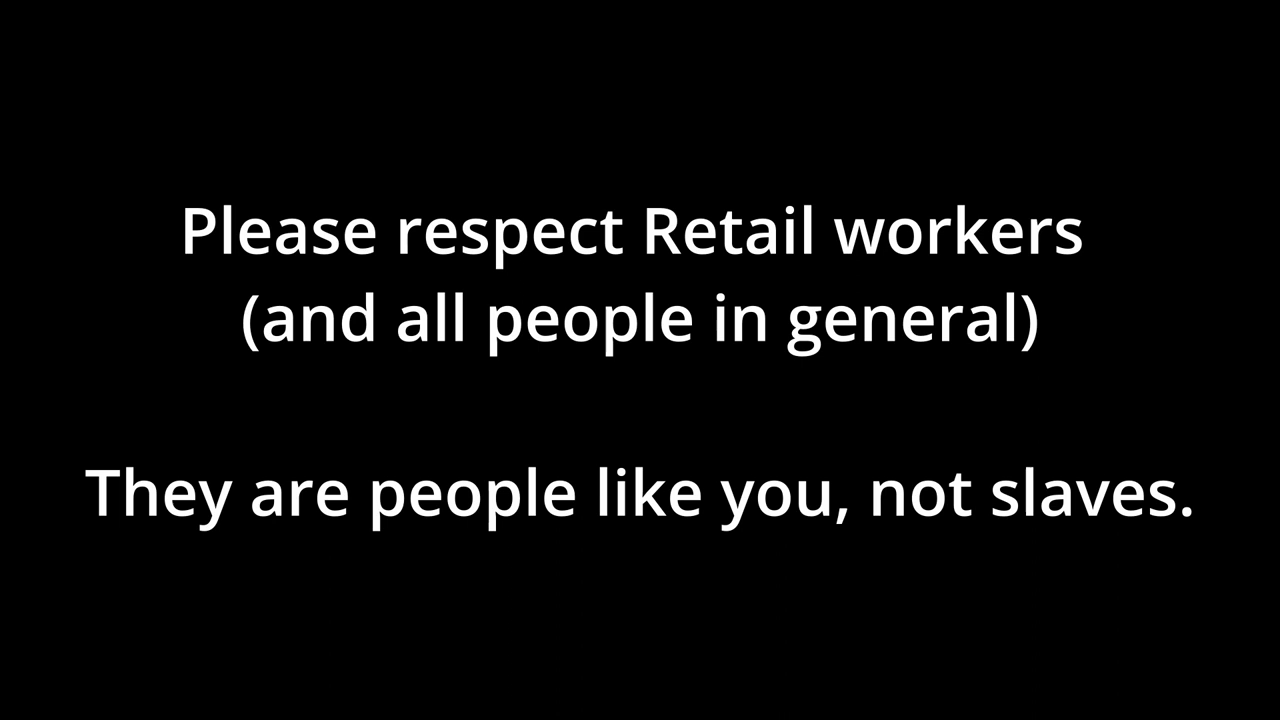 Please respect Retail workers
(and all people in general)
They are people like you, not slaves.